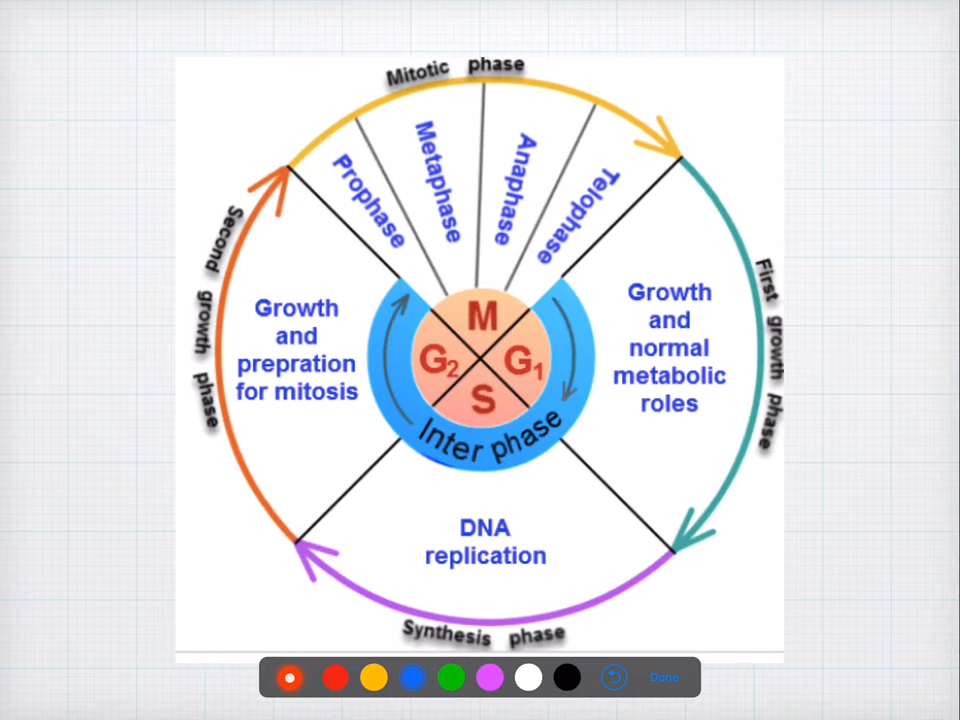 Mitotic phase
Prophase
Metaphase
Anaphase
Telophase
Second growth phase
First growth phase
Growth
and
prepration
for mitosis
M
G2
G1
S
Inter phase
Growth
and
normal
metabolic
roles
DNA
replication
Synthesis phase
Done